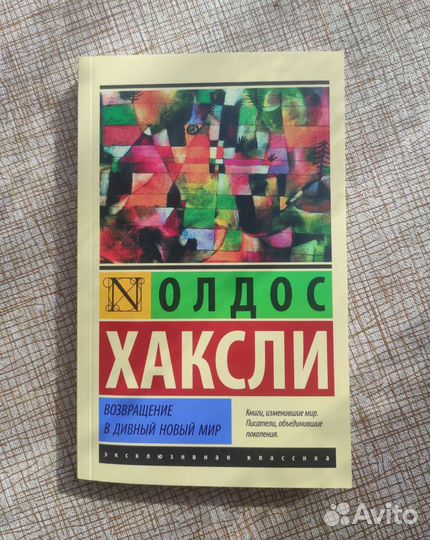 N ОЛДОС
ХАКСЛИ
ВОЗВРАЩЕНИЕ
В ДИВНЫЙ НОВЫЙ МИР
Книги, изменившие мир.
Писатели, объединившие
поколения.
эксклюзивная классика
Avito